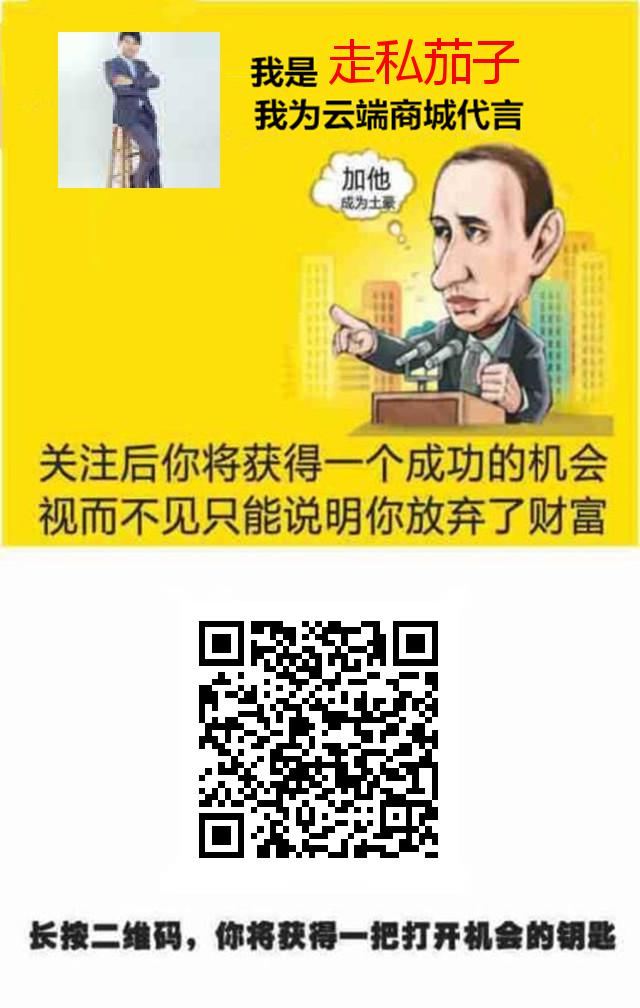 我是 走私茄子
我为云端商城代言
加他
成为土豪
关注后你将获得一个成功的机会
视而不见只能说明你放弃了财富
长按二维码，你将获得一把打开机会的钥匙